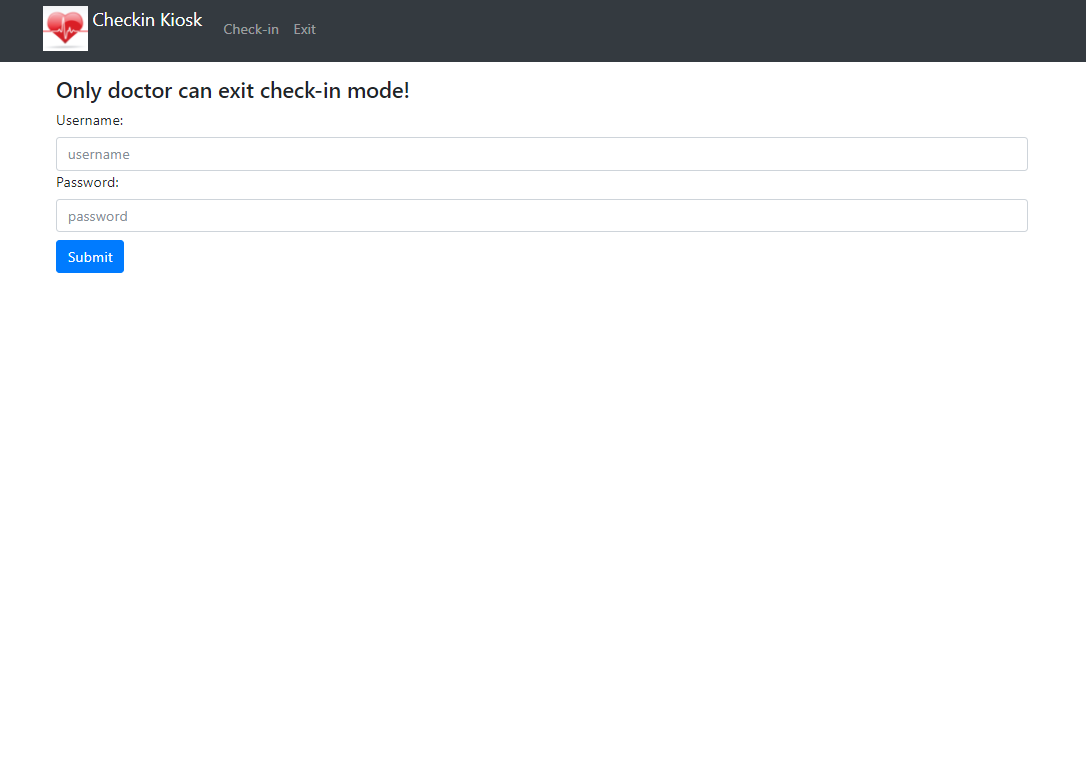 Checkin Kiosk Check-in Exit
Only doctor can exit check-in mode!
Username:
username
Password:
password
Submit